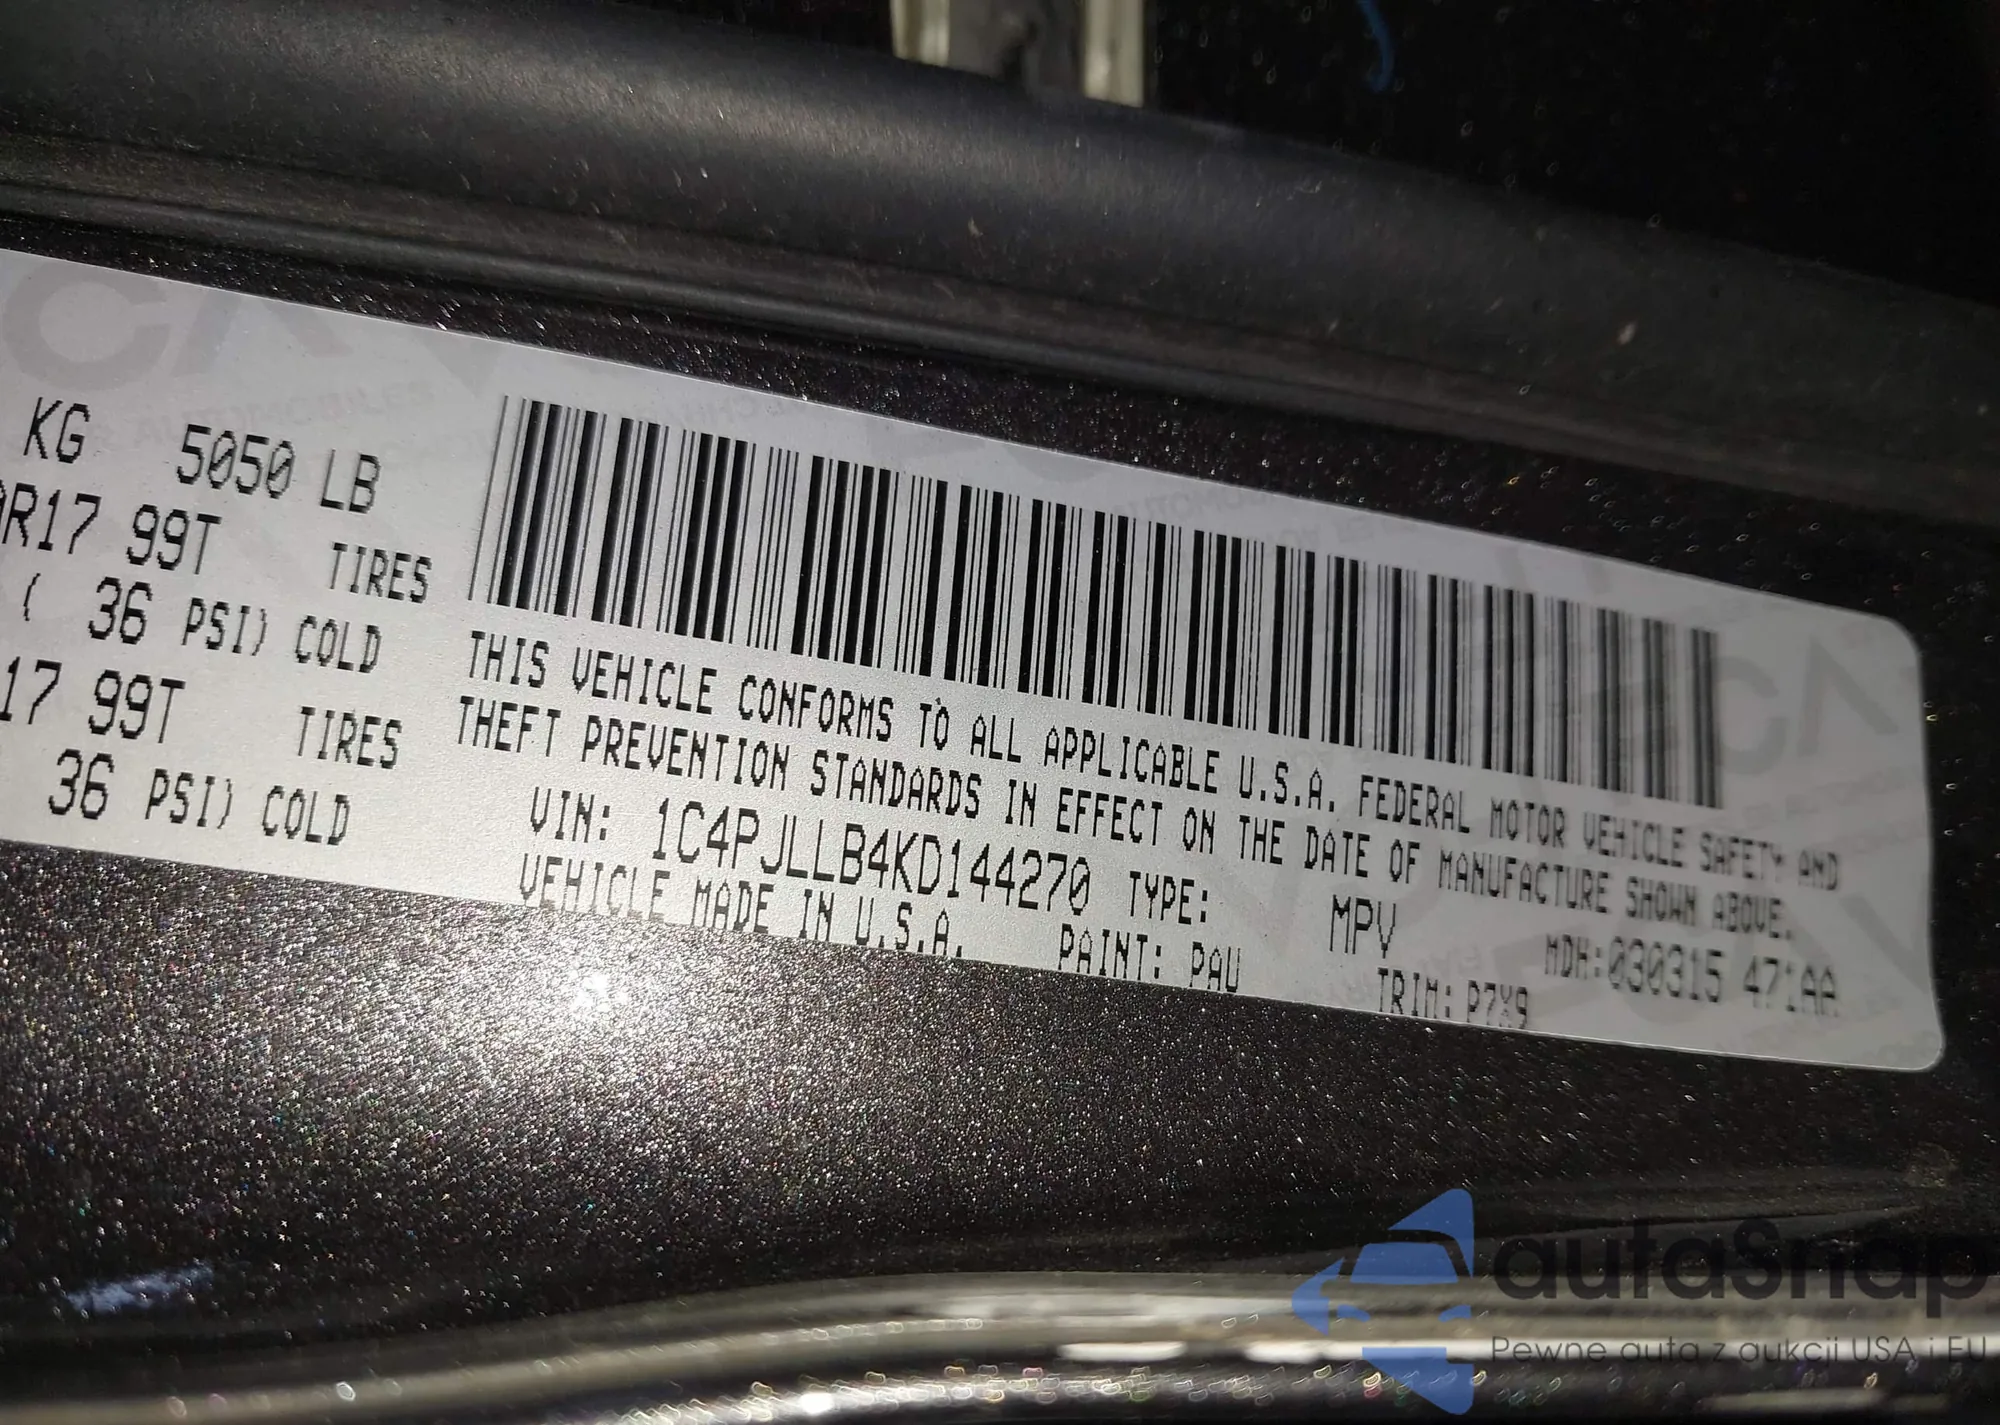 KG 5050 LB
R17 99T TIRES
( 36 PSI) COLD
17 99T TIRES
36 PSI) COLD
THIS VEHICLE CONFORMS TO ALL APPLICABLE U.S.A. FEDERAL MOTOR VEHICLE SAFETY AND
THEFT PREVENTION STANDARDS IN EFFECT ON THE DATE OF MANUFACTURE SHOWN ABOVE.
VIN: 1C4PJLLB4KD144270 TYPE: MPV MDH:030315 471AA
VEHICLE MADE IN U.S.A. PAINT: PAU TRIM: P7X9
autaSnap
Pewne auta z aukcji USA i EU